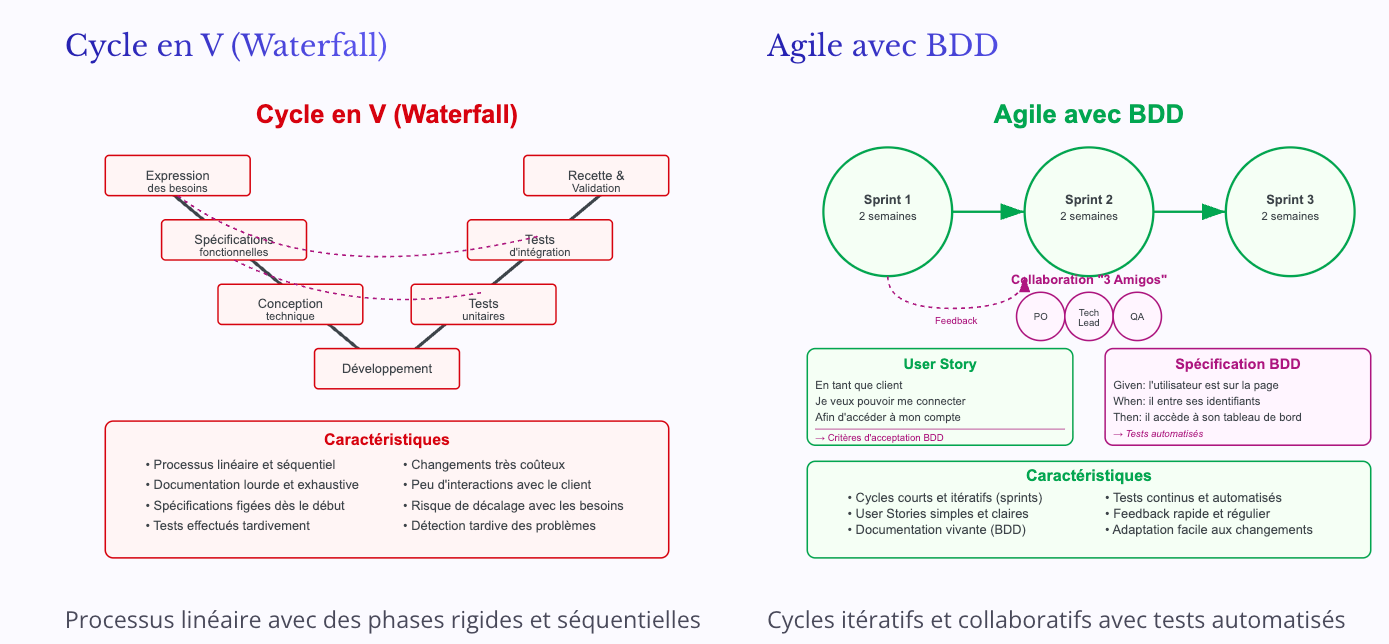 Cycle en V (Waterfall)
Cycle en V (Waterfall)
Expression
des besoins
Recette &
Validation
Spécifications
fonctionnelles
Tests
d'intégration
Conception
technique
Tests
unitaires
Développement
Caractéristiques
• Processus linéaire et séquentiel
• Documentation lourde et exhaustive
• Spécifications figées dès le début
• Tests effectués tardivement
• Changements très coûteux
• Peu d'interactions avec le client
• Risque de décalage avec les besoins
• Détection tardive des problèmes
Processus linéaire avec des phases rigides et séquentielles
Agile avec BDD
Agile avec BDD
Sprint 1
2 semaines
Sprint 2
2 semaines
Sprint 3
2 semaines
Collaboration "3 Amigos"
Feedback
PO
Tech
Lead
QA
User Story
En tant que client
Je veux pouvoir me connecter
Afin d'accéder à mon compte
→ Critères d'acceptation BDD
Spécification BDD
Given: l'utilisateur est sur la page
When: il entre ses identifiants
Then: il accède à son tableau de bord
→ Tests automatisés
Caractéristiques
• Cycles courts et itératifs (sprints)
• User Stories simples et claires
• Documentation vivante (BDD)
• Tests continus et automatisés
• Feedback rapide et régulier
• Adaptation facile aux changements
Cycles itératifs et collaboratifs avec tests automatisés